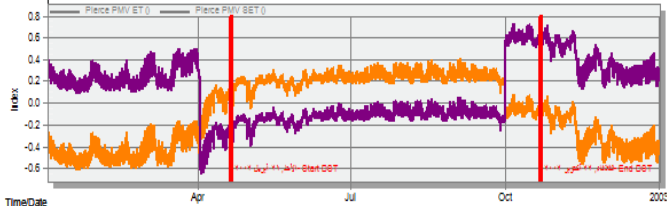 Pierce PMV ET () Pierce PMV SET ()
0.8
0.6
0.4
0.2
0.0
-0.2
-0.4
-0.6
Index
Start DST
End DST
Apr Jul Oct 2003
Time/Date